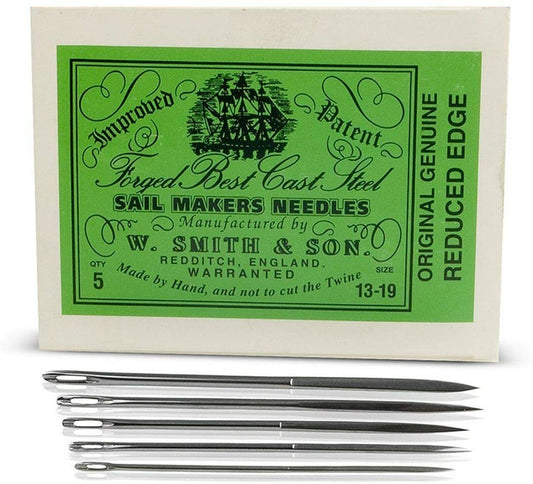 Improved Patent
Forged Best Cast Steel
SAIL MAKERS NEEDLES
Manufactured by
W. SMITH & SON.
REDDITCH, ENGLAND.
WARRANTED
Made by Hand, and not to cut the Twine
QTY
5
SIZE
13-19
ORIGINAL GENUINE
REDUCED EDGE